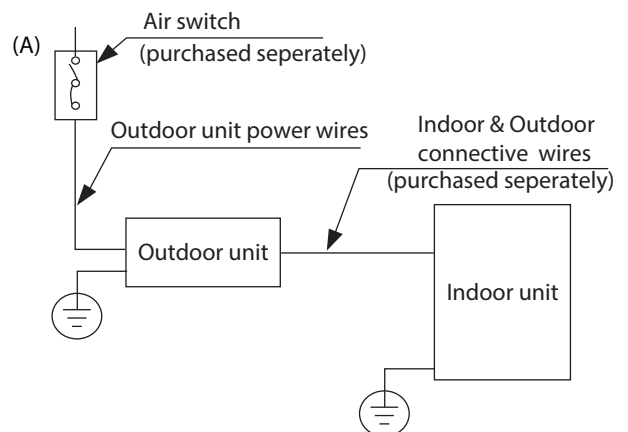 (A)
Air switch
(purchased seperately)
Outdoor unit power wires
Indoor & Outdoor
connective wires
(purchased seperately)
Outdoor unit
Indoor unit